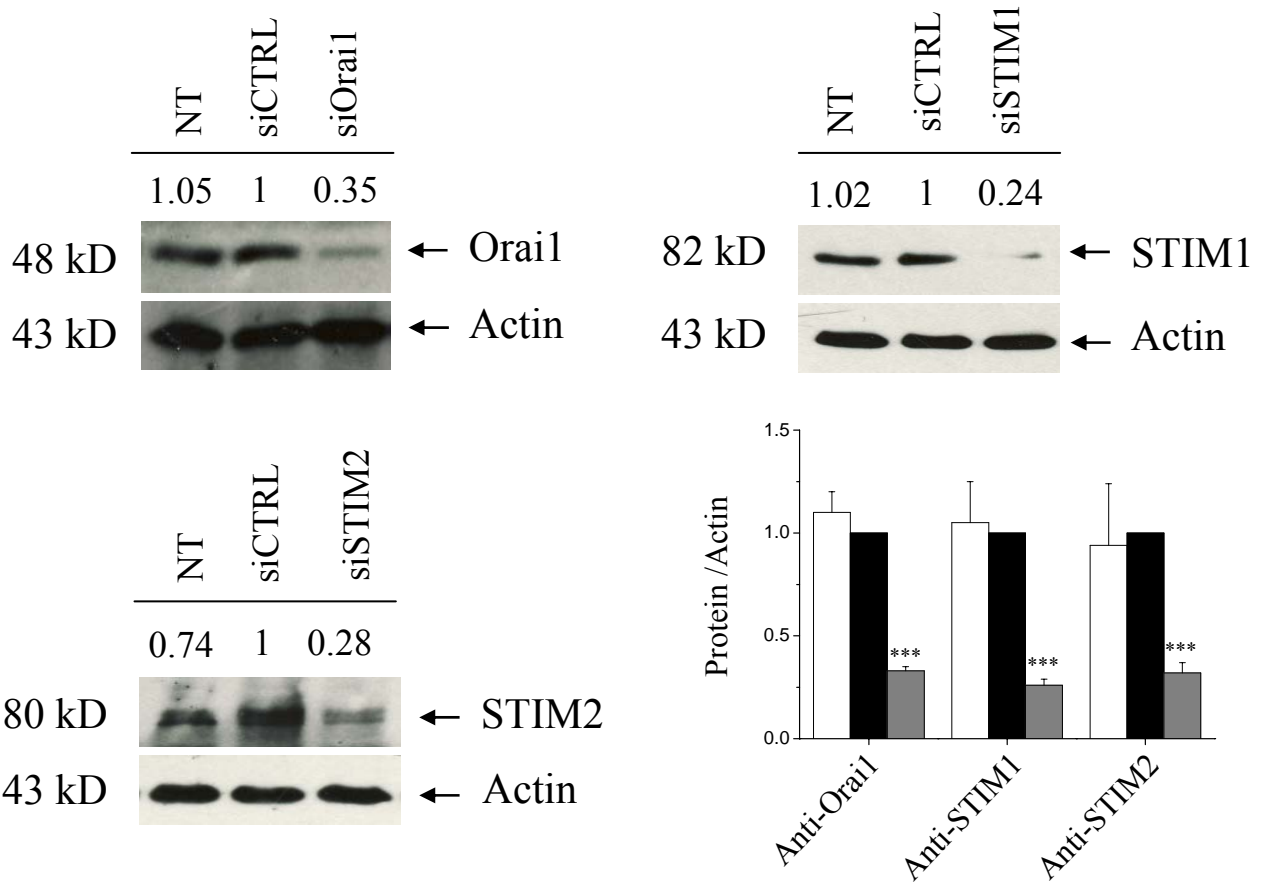 NT siCTRL siOrai1
1.05 1 0.35
48 kD Orai1
43 kD Actin
NT siCTRL siSTIM1
1.02 1 0.24
82 kD STIM1
43 kD Actin
NT siCTRL siSTIM2
0.74 1 0.28
80 kD STIM2
43 kD Actin
Protein /Actin
1.5
1.0
0.5
0.0
*** *** ***
Anti-Orai1 Anti-STIM1 Anti-STIM2